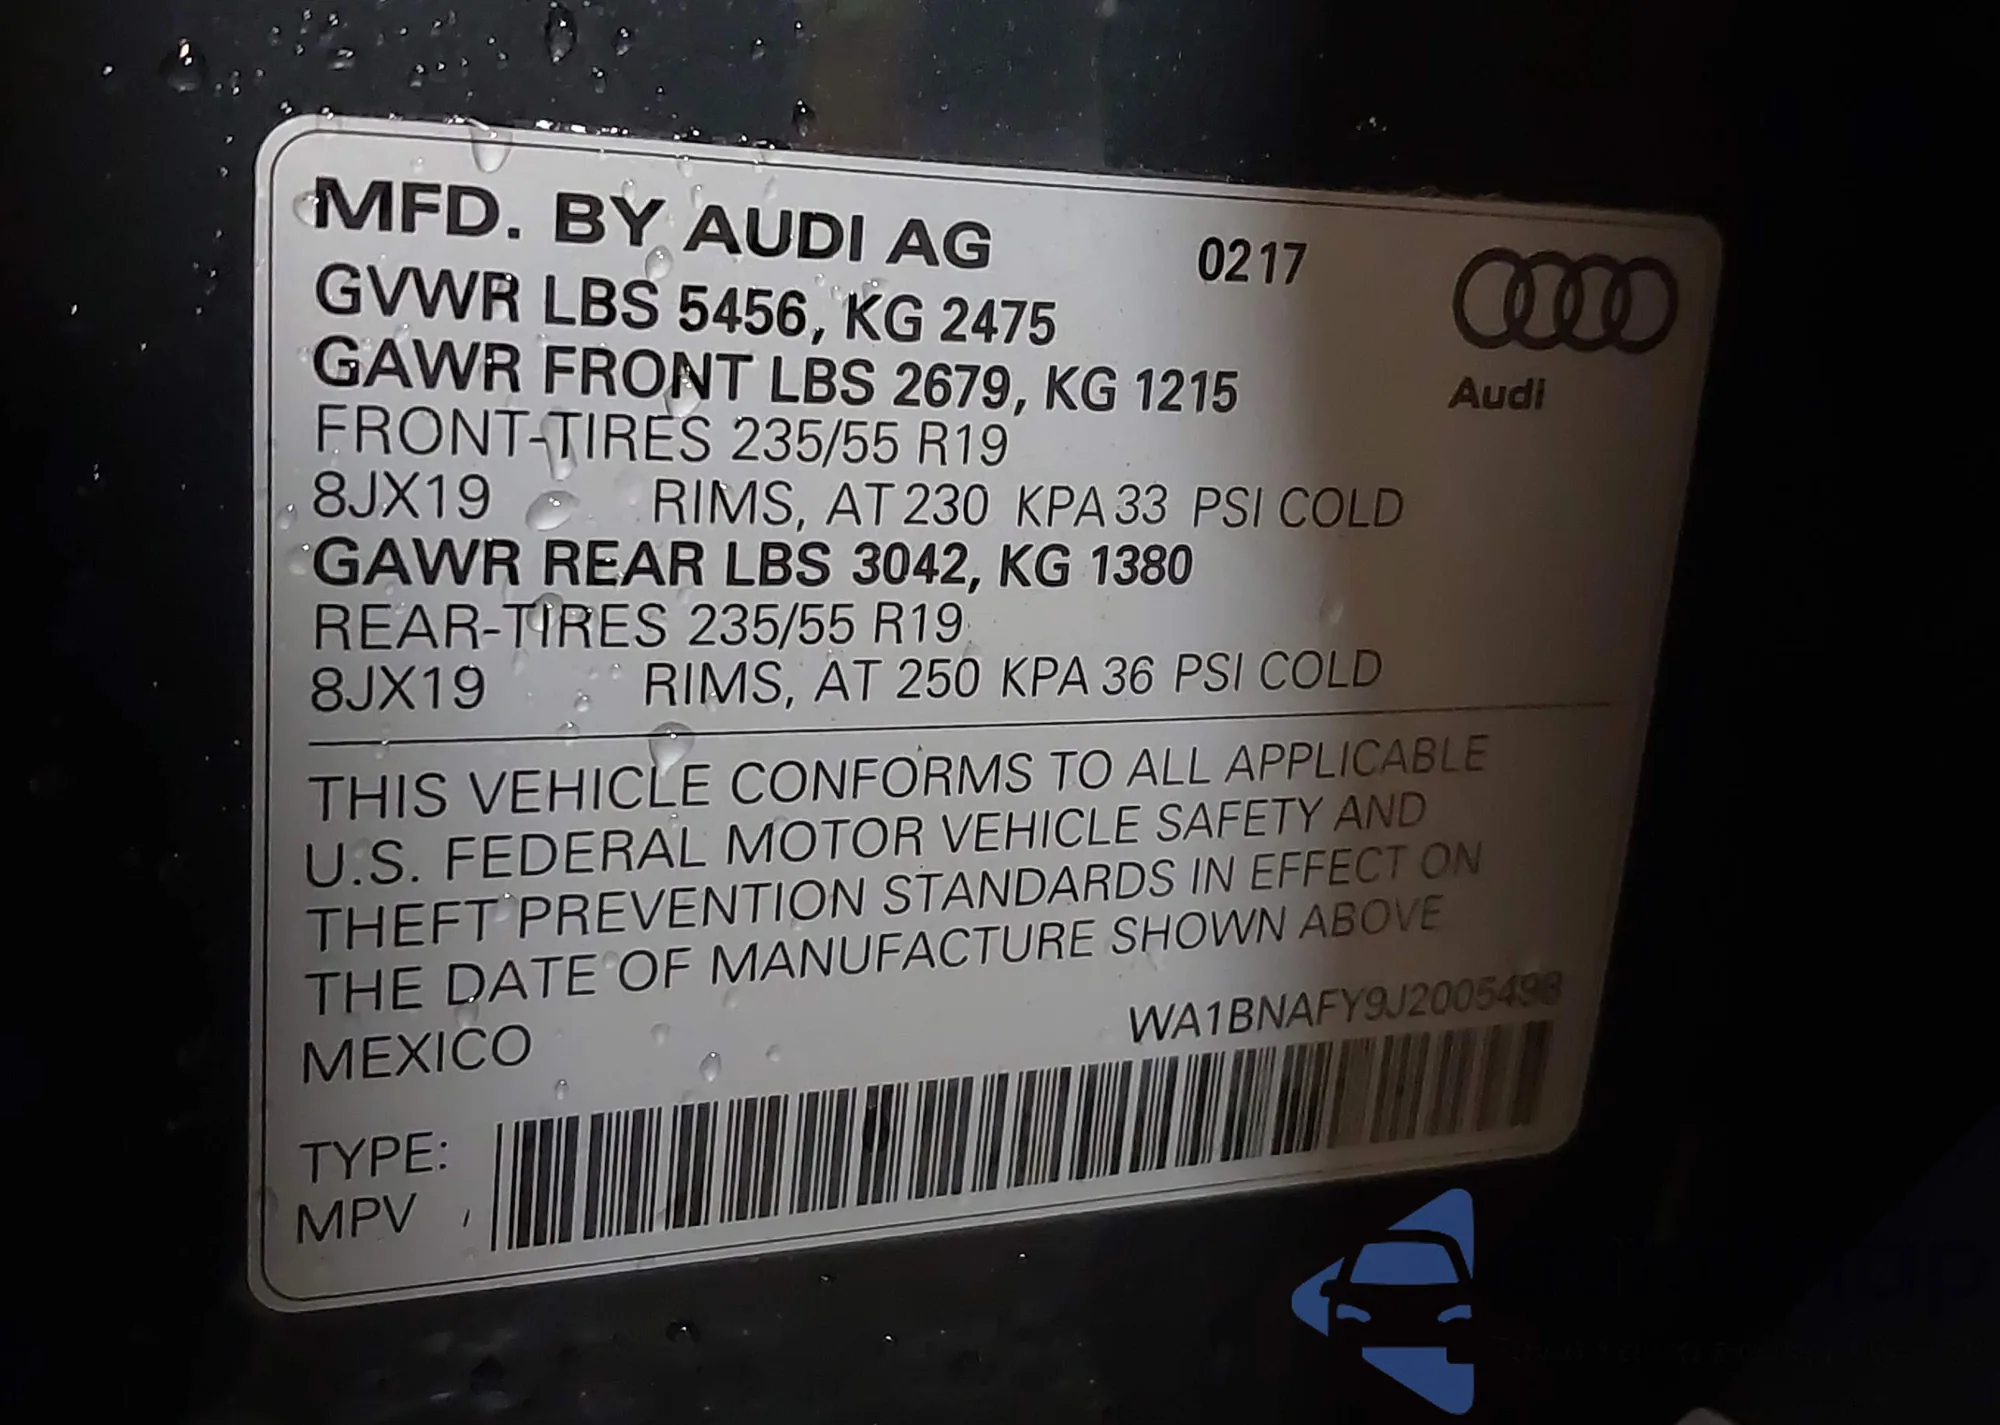 MFD. BY AUDI AG 0217
Audi
GVWR LBS 5456, KG 2475
GAWR FRONT LBS 2679, KG 1215
FRONT-TIRES 235/55 R19
8JX19 RIMS, AT 230 KPA 33 PSI COLD
GAWR REAR LBS 3042, KG 1380
REAR-TIRES 235/55 R19
8JX19 RIMS, AT 250 KPA 36 PSI COLD
THIS VEHICLE CONFORMS TO ALL APPLICABLE
U.S. FEDERAL MOTOR VEHICLE SAFETY AND
THEFT PREVENTION STANDARDS IN EFFECT ON
THE DATE OF MANUFACTURE SHOWN ABOVE
MEXICO
WA1BNAFY9J2005498
TYPE:
MPV